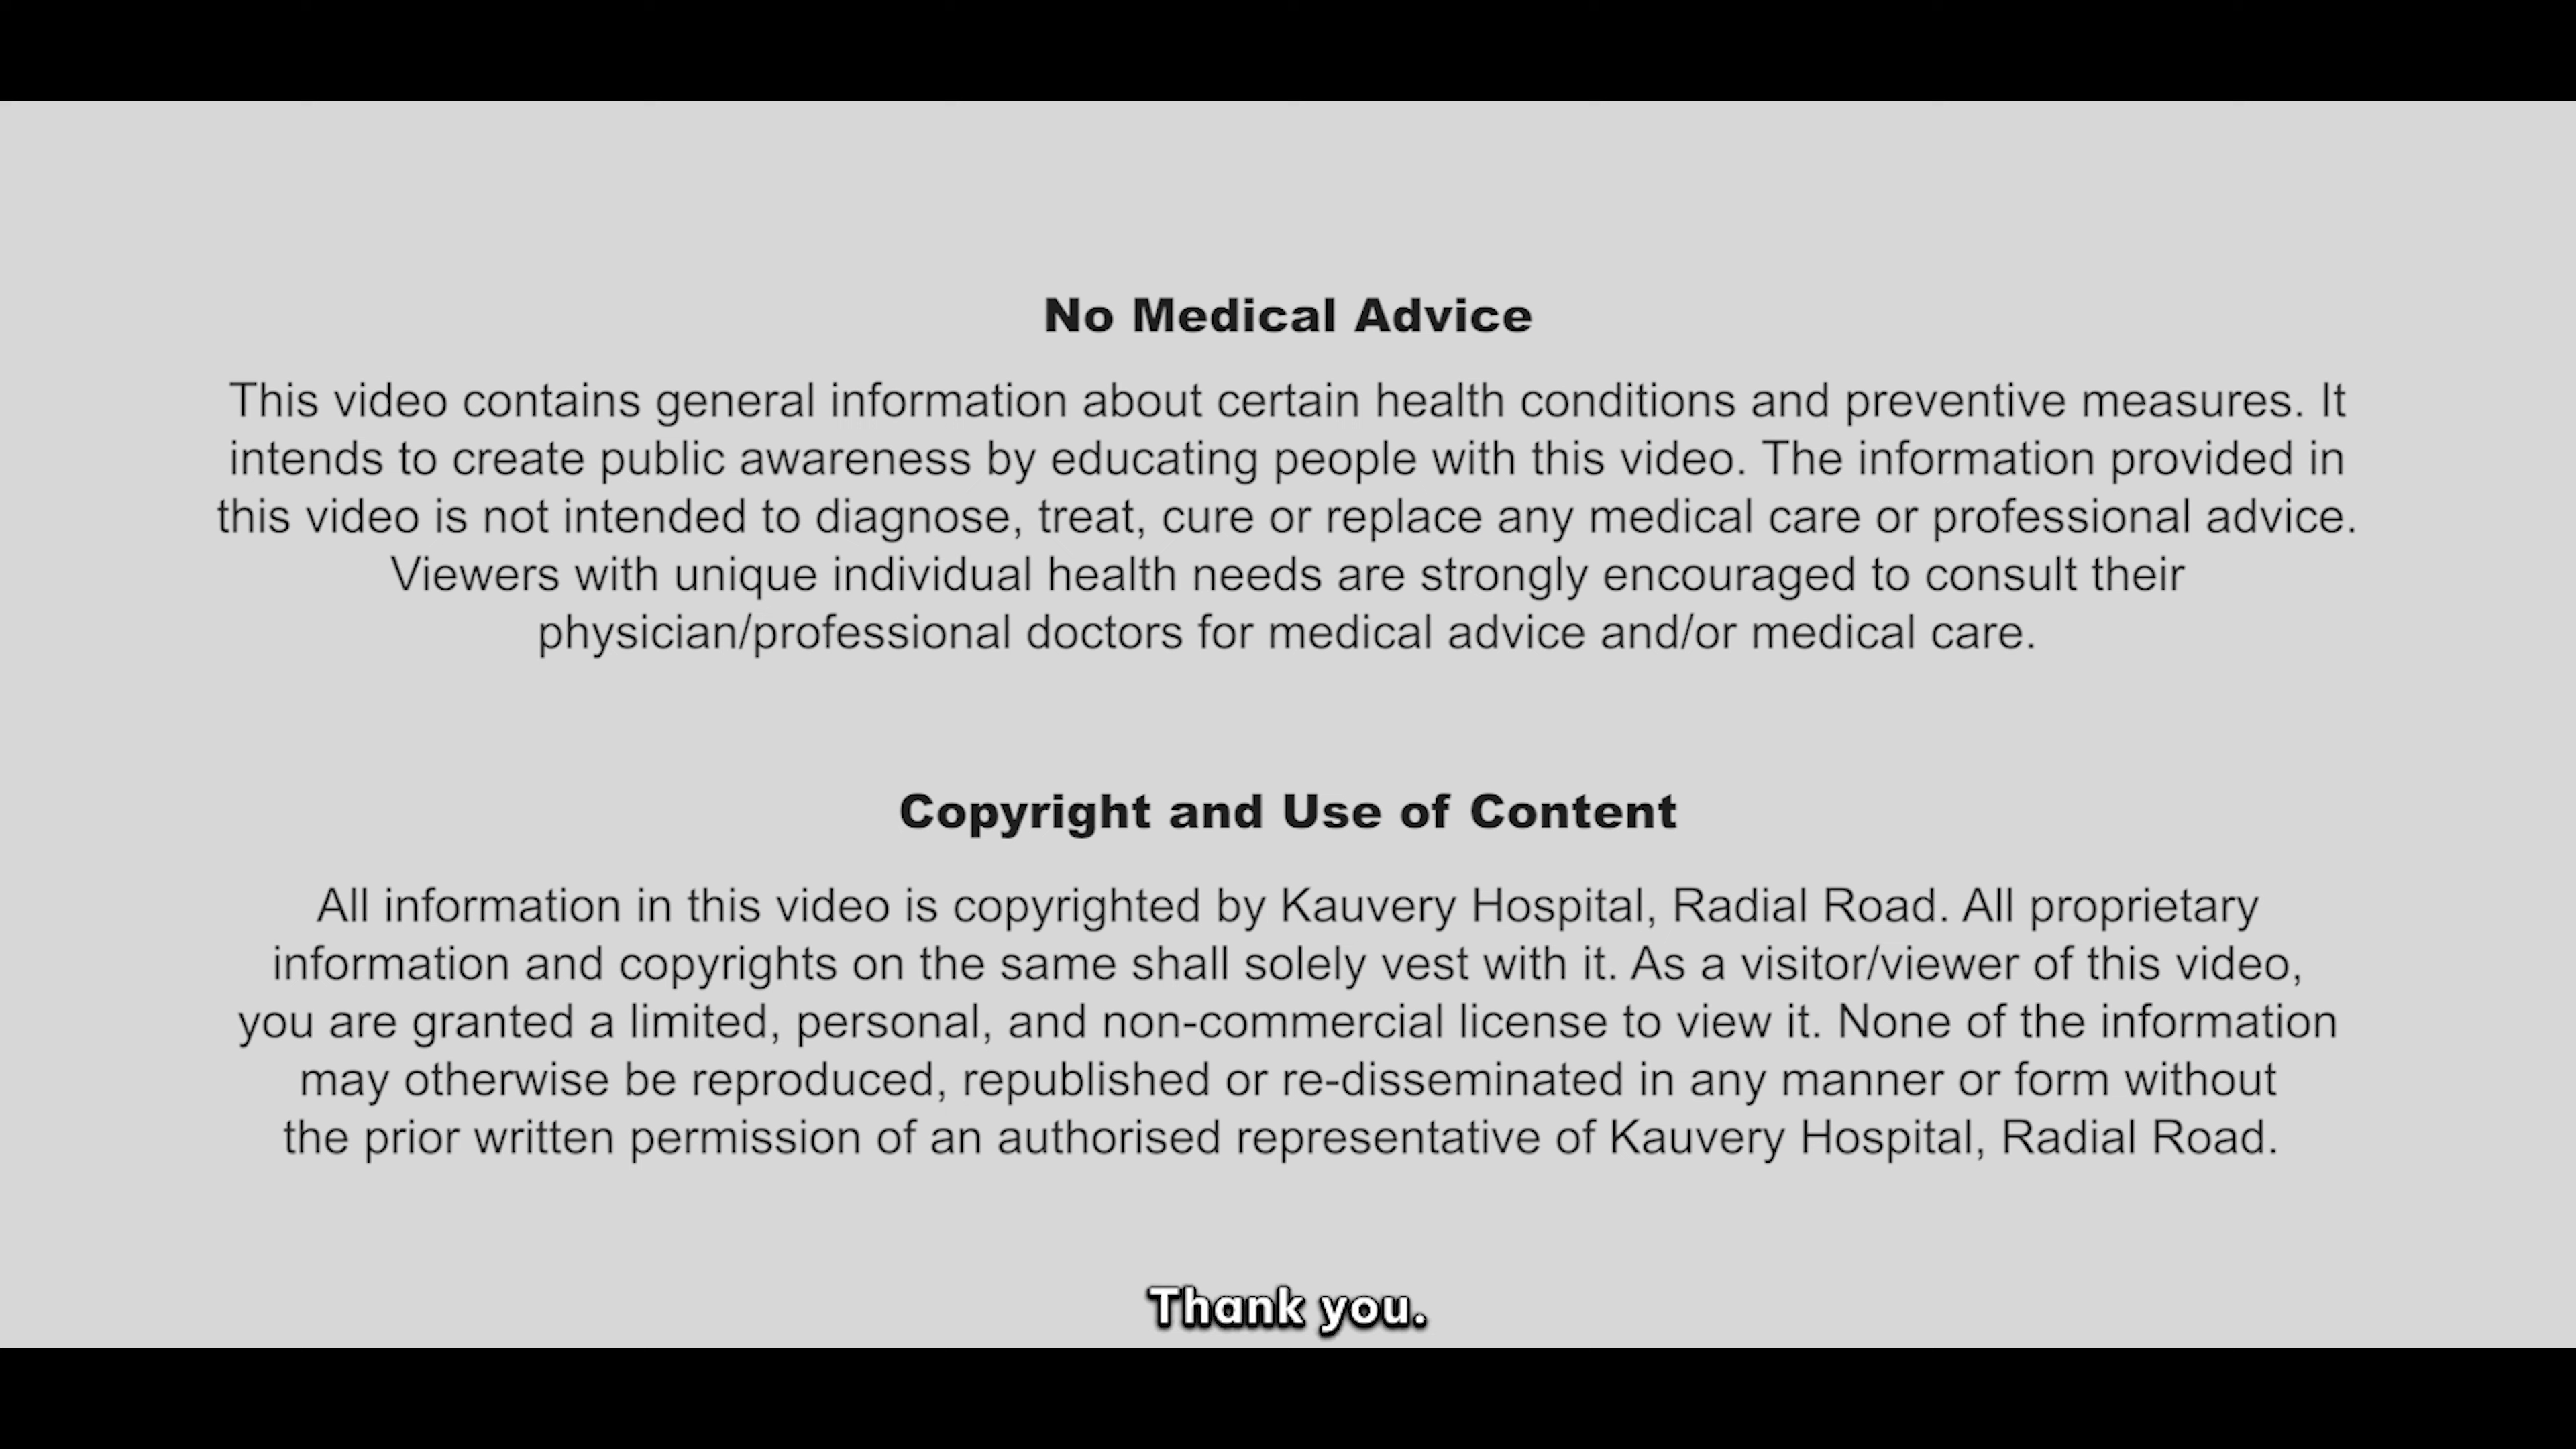 No Medical Advice
This video contains general information about certain health conditions and preventive measures. It
intends to create public awareness by educating people with this video. The information provided in
this video is not intended to diagnose, treat, cure or replace any medical care or professional advice.
Viewers with unique individual health needs are strongly encouraged to consult their
physician/professional doctors for medical advice and/or medical care.
Copyright and Use of Content
All information in this video is copyrighted by Kauvery Hospital, Radial Road. All proprietary
information and copyrights on the same shall solely vest with it. As a visitor/viewer of this video,
you are granted a limited, personal, and non-commercial license to view it. None of the information
may otherwise be reproduced, republished or re-disseminated in any manner or form without
the prior written permission of an authorised representative of Kauvery Hospital, Radial Road.
Thank you.